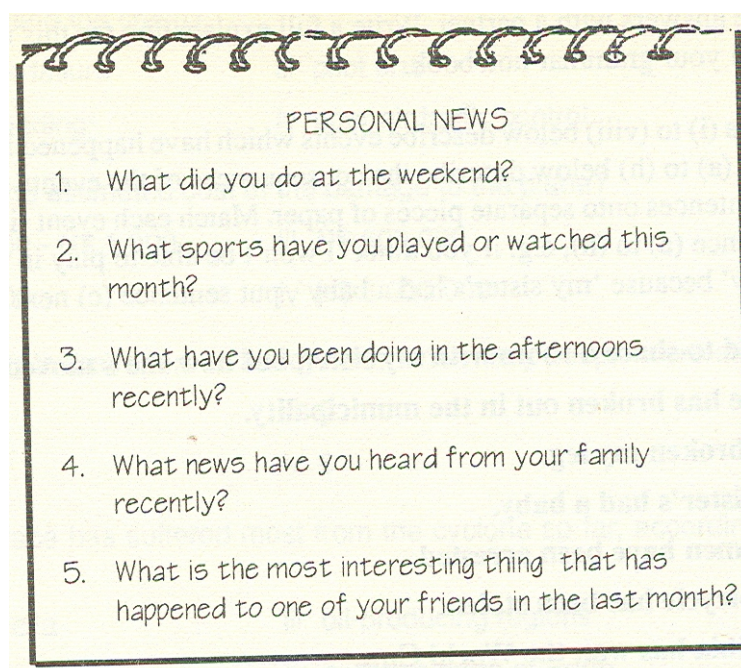 PERSONAL NEWS
1. What did you do at the weekend?
2. What sports have you played or watched this
month?
3. What have you been doing in the afternoons
recently?
4. What news have you heard from your family
recently?
5. What is the most interesting thing that has
happened to one of your friends in the last month?